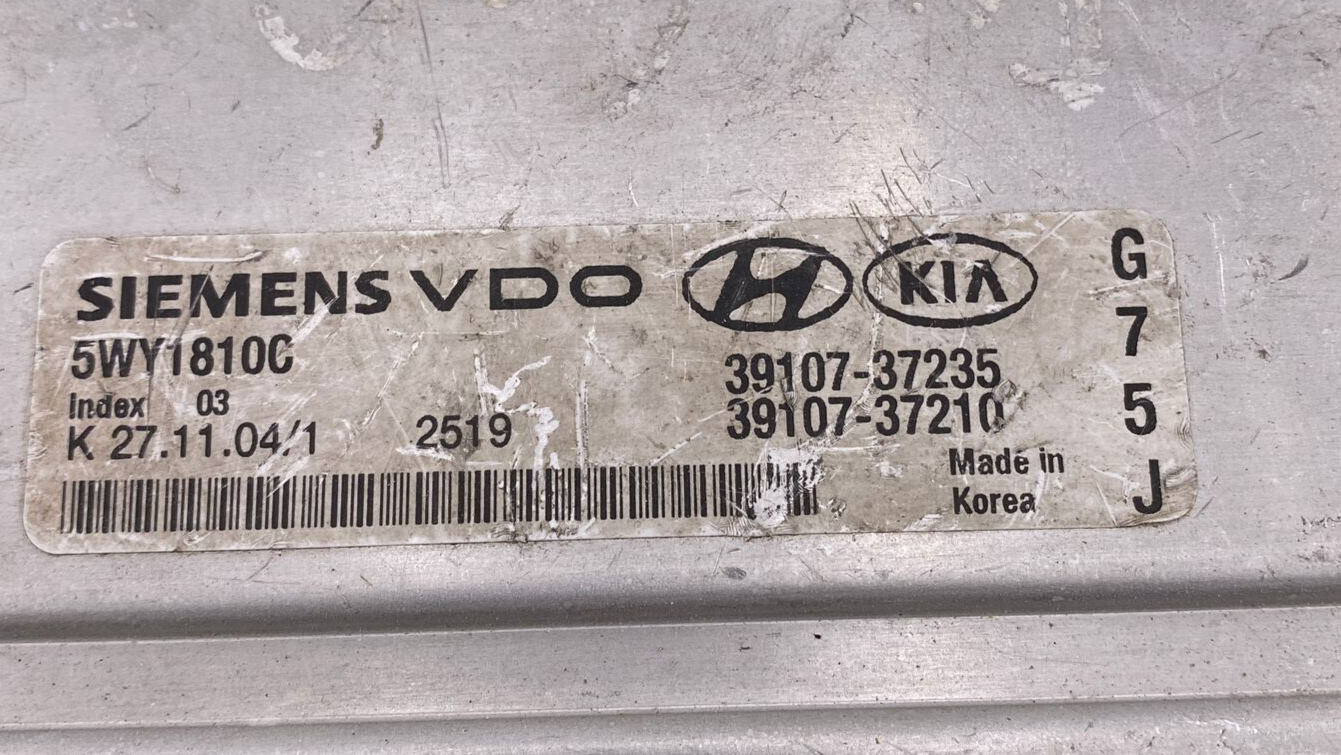 SIEMENS VDO KIA
5WY1810C
Index 03
K 27.11.04/1 2519
39107-37235
39107-37210
Made in
Korea
G
7
5
J